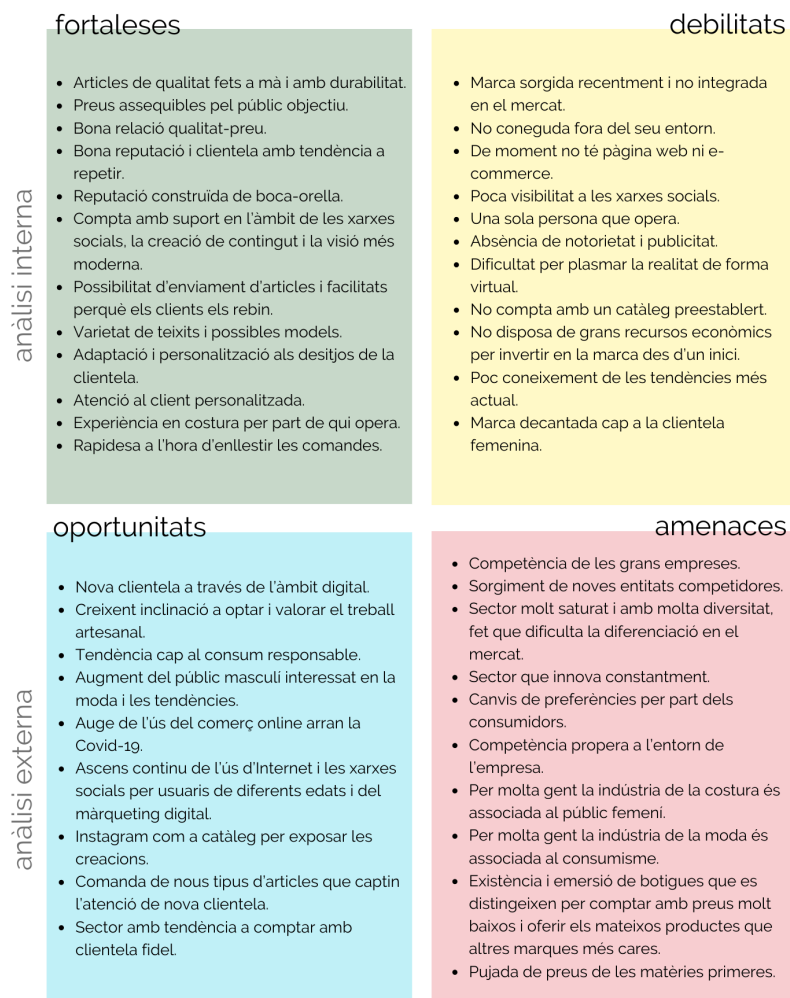 fortaleses
Articles de qualitat fets a mà i amb durabilitat.
Preus assequibles pel públic objectiu.
Bona relació qualitat-preu.
Bona reputació i clientela amb tendència a
repetir.
Reputació construïda de boca-orella.
Compta amb suport en l'àmbit de les xarxes
socials, la creació de contingut i la visió més
moderna.
Possibilitat d'enviament d'articles i facilitats
perquè els clients els rebin.
Varietat de teixits i possibles models.
Adaptació i personalització als desitjos de la
clientela.
Atenció al client personalitzada.
Experiència en costura per part de qui opera.
Rapidesa a l'hora d'enllestir les comandes.
debilitats
Marca sorgida recentment i no integrada
en el mercat.
No coneguda fora del seu entorn.
De moment no té pàgina web ni e-
commerce.
Poca visibilitat a les xarxes socials.
Una sola persona que opera.
Absència de notorietat i publicitat.
Dificultat per plasmar la realitat de forma
virtual.
No compta amb un catàleg preestablert.
No disposa de grans recursos econòmics
per invertir en la marca des d'un inici.
Poc coneixement de les tendències més
actual.
Marca decantada cap a la clientela
femenina.
anàlisi interna
oportunitats
Nova clientela a través de l'àmbit digital.
Creixent inclinació a optar i valorar el treball
artesanal.
Tendència cap al consum responsable.
Augment del públic masculí interessat en la
moda i les tendències.
Auge de l'ús del comerç online arran la
Covid-19.
Ascens continu de l'ús d'Internet i les xarxes
socials per usuaris de diferents edats i del
màrqueting digital.
Instagram com a catàleg per exposar les
creacions.
Comanda de nous tipus d'articles que captin
l'atenció de nova clientela.
Sector amb tendència a comptar amb
clientela fidel.
amenaces
Competència de les grans empreses.
Sorgiment de noves entitats competidores.
Sector molt saturat i amb molta diversitat,
fet que dificulta la diferenciació en el
mercat.
Sector que innova constantment.
Canvis de preferències per part dels
consumidors.
Competència propera a l'entorn de
l'empresa.
Per molta gent la indústria de la costura és
associada al públic femení.
Per molta gent la indústria de la moda és
associada al consumisme.
Existència i emersió de botigues que es
distingeixen per comptar amb preus molt
baixos i oferir els mateixos productes que
altres marques més cares.
Pujada de preus de les matèries primeres.
anàlisi externa